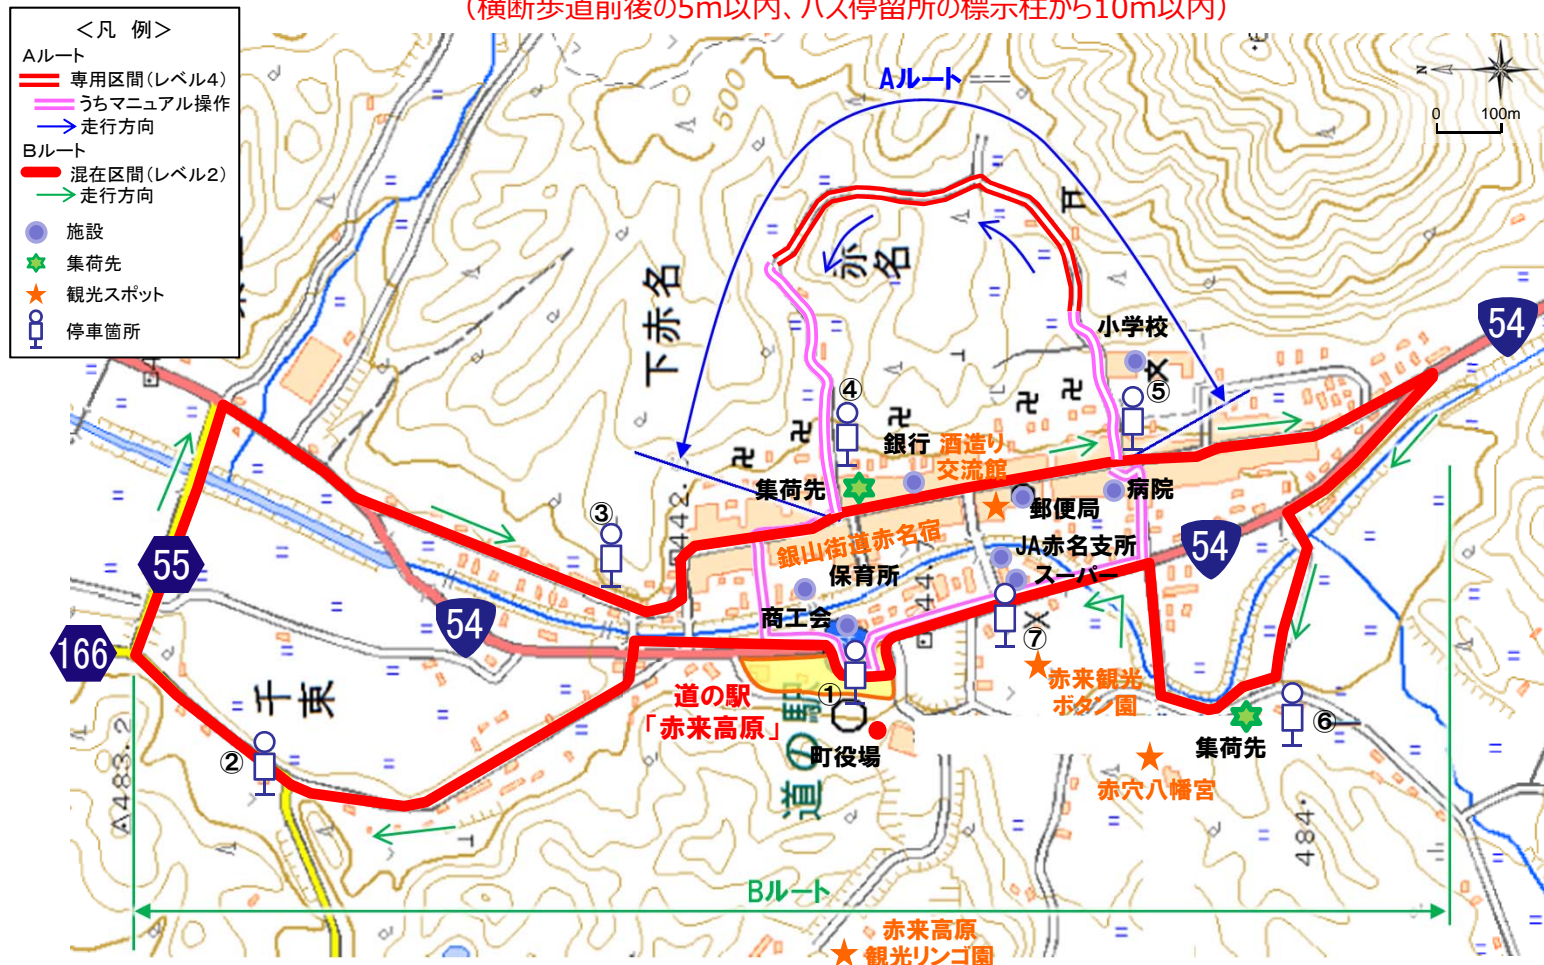 （横断歩道前後の5m以内、バス停留所の標示柱から10m以内）
＜凡 例＞
Aルート
専用区間（レベル4）
うちマニュアル操作
走行方向
Bルート
混在区間（レベル2）
走行方向
施設
集荷先
観光スポット
停車箇所
N
0 100m
Aルート
500
赤名
下赤名
小学校
文
54
④
⑤
銀行
酒造り
交流館
集荷先
郵便局
病院
442.
③
銀山街道赤名宿
JA赤名支所
スーパー
保育所
商工会
54
55
54
166
444.7
⑦
①
赤来観光
ボタン園
道の駅
「赤来高原」
道の駅
町役場
千束
②
⑥
集荷先
赤穴八幡宮
483.2
484.
Bルート
赤来高原
観光リンゴ園